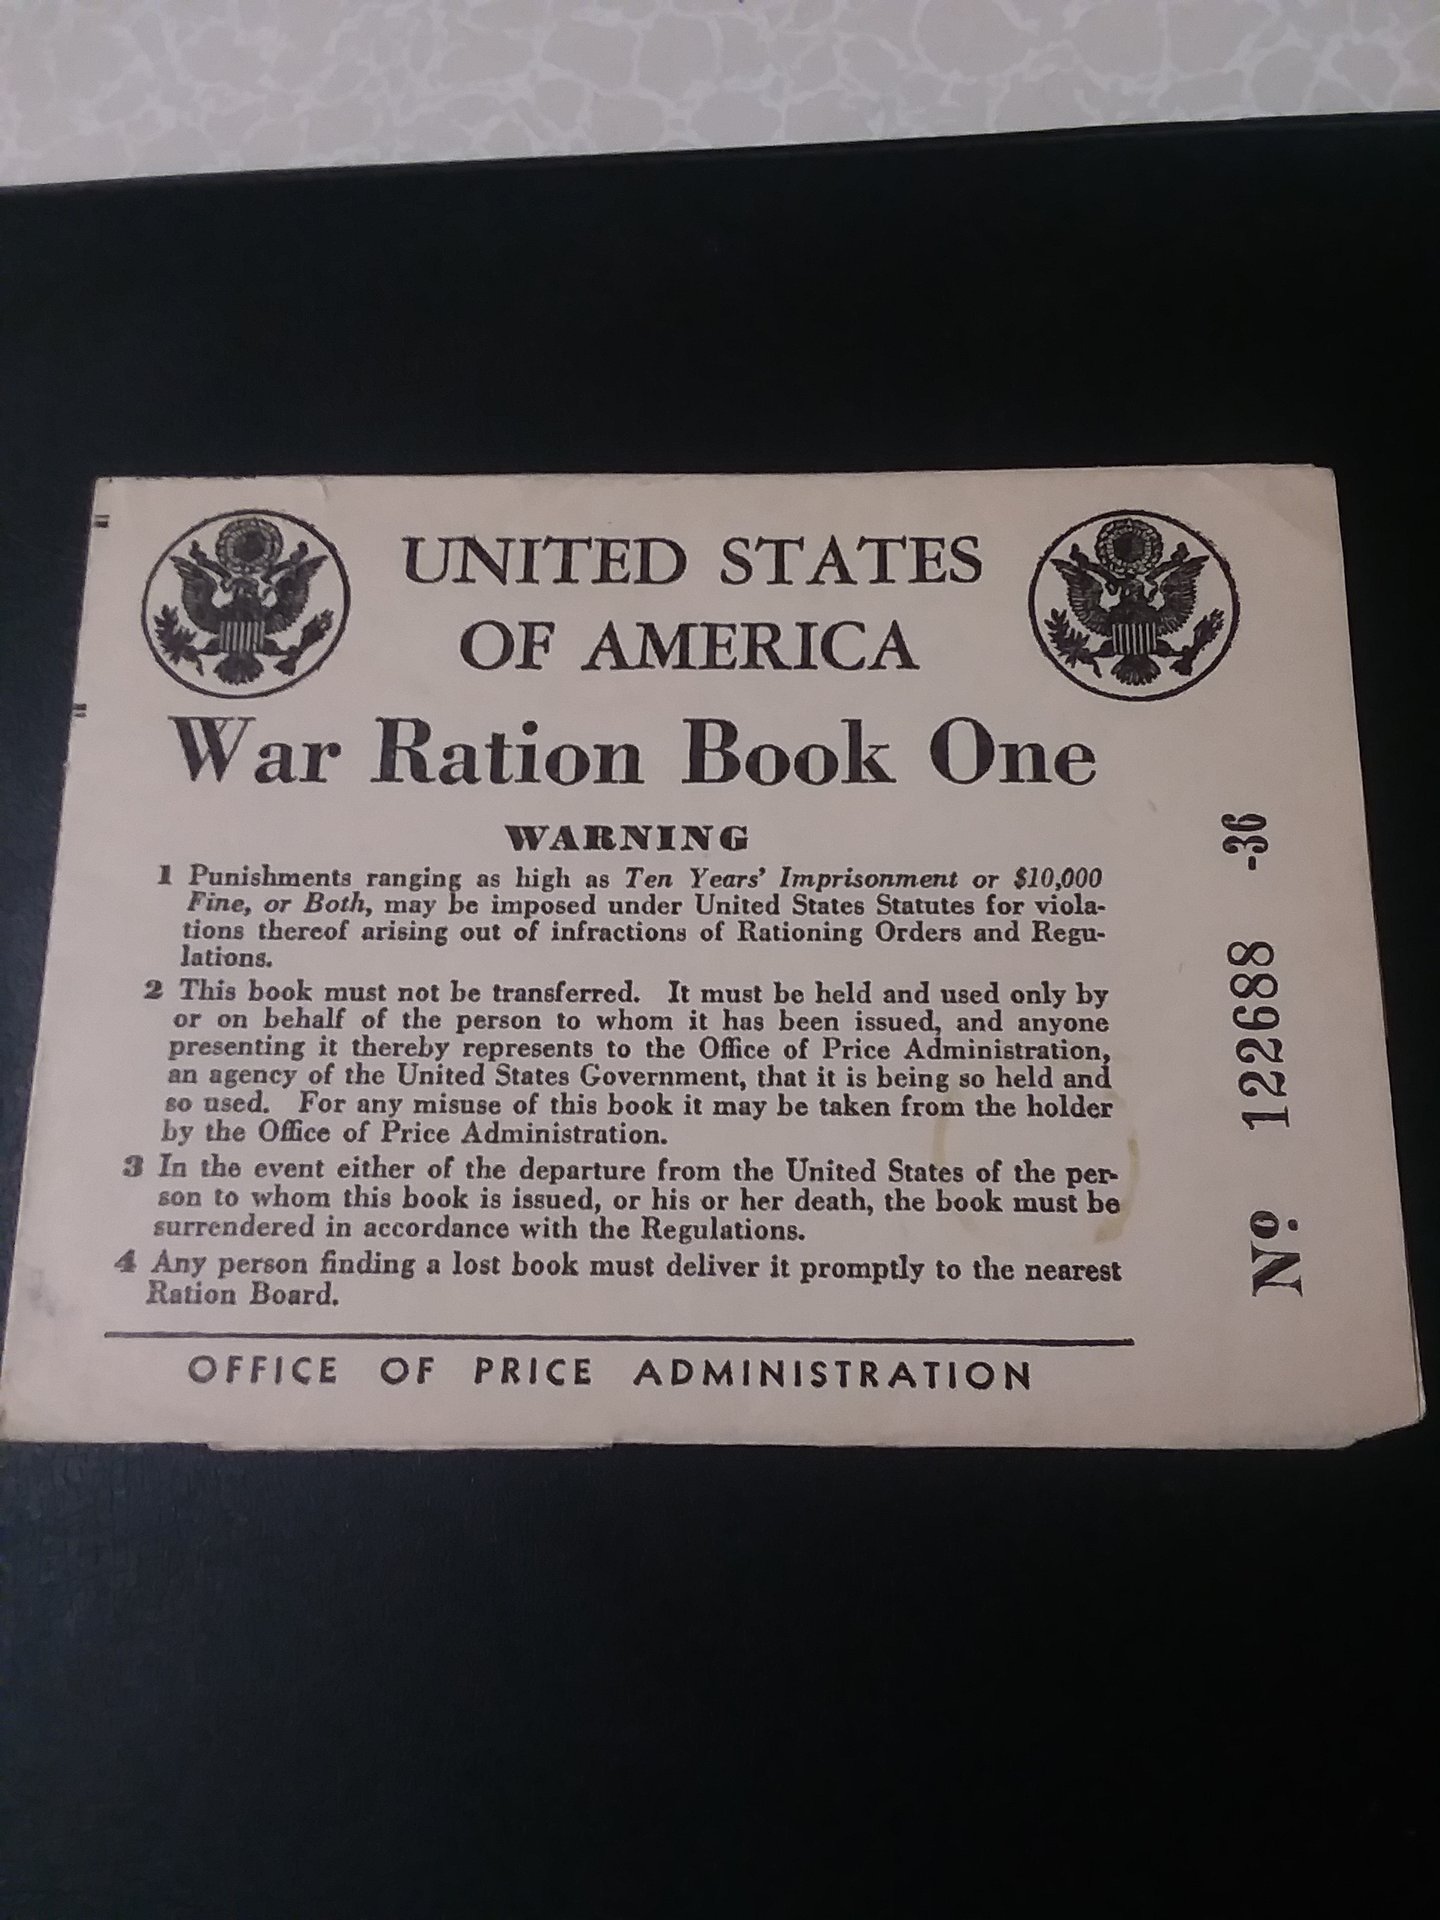 UNITED STATES
OF AMERICA
War Ration Book One
WARNING
1 Punishments ranging as high as Ten Years' Imprisonment or $10,000
Fine, or Both, may be imposed under United States Statutes for viola-
tions thereof arising out of infractions of Rationing Orders and Regu-
lations.
2 This book must not be transferred. It must be held and used only by
or on behalf of the person to whom it has been issued, and anyone
presenting it thereby represents to the Office of Price Administration,
an agency of the United States Government, that it is being so held and
so used. For any misuse of this book it may be taken from the holder
by the Office of Price Administration.
3 In the event either of the departure from the United States of the per-
son to whom this book is issued, or his or her death, the book must be
surrendered in accordance with the Regulations.
4 Any person finding a lost book must deliver it promptly to the nearest
Ration Board.
OFFICE OF PRICE ADMINISTRATION
Nº. 122688 -36